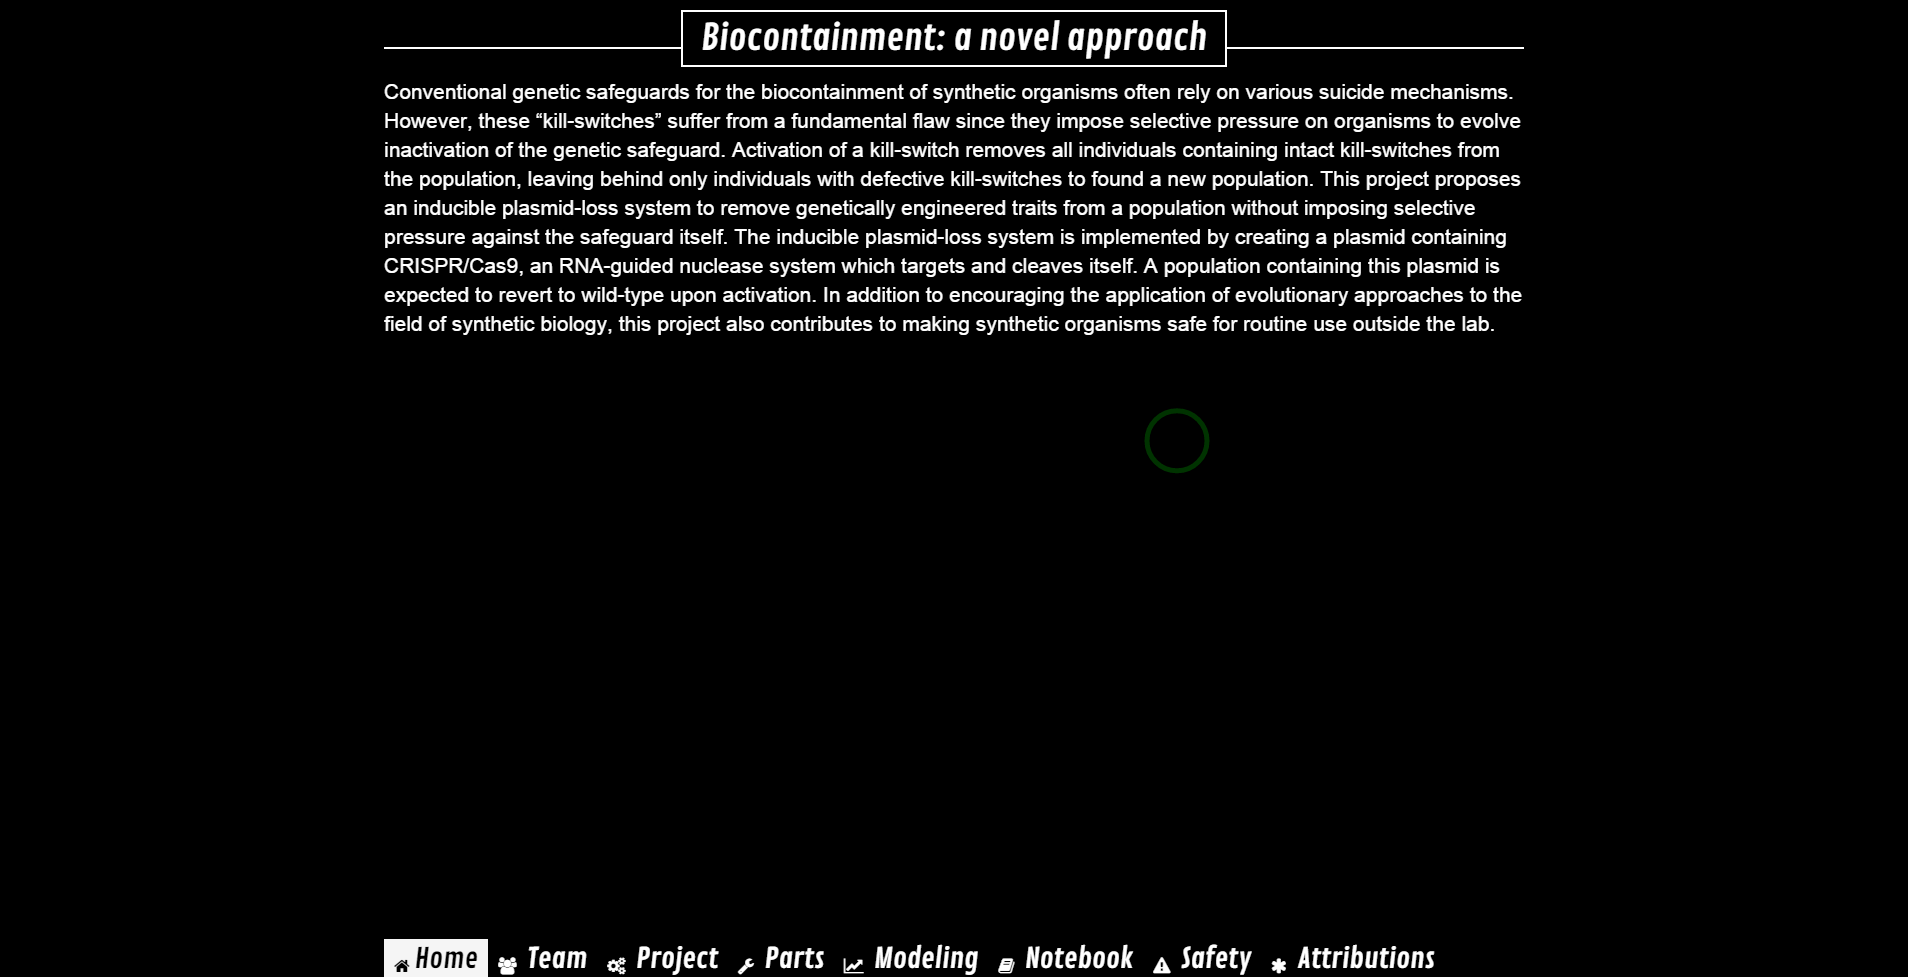 Biocontainment: a novel approach
Conventional genetic safeguards for the biocontainment of synthetic organisms often rely on various suicide mechanisms.
However, these “kill-switches” suffer from a fundamental flaw since they impose selective pressure on organisms to evolve
inactivation of the genetic safeguard. Activation of a kill-switch removes all individuals containing intact kill-switches from
the population, leaving behind only individuals with defective kill-switches to found a new population. This project proposes
an inducible plasmid-loss system to remove genetically engineered traits from a population without imposing selective
pressure against the safeguard itself. The inducible plasmid-loss system is implemented by creating a plasmid containing
CRISPR/Cas9, an RNA-guided nuclease system which targets and cleaves itself. A population containing this plasmid is
expected to revert to wild-type upon activation. In addition to encouraging the application of evolutionary approaches to the
field of synthetic biology, this project also contributes to making synthetic organisms safe for routine use outside the lab.
Home Team Project Parts Modeling Notebook Safety Attributions